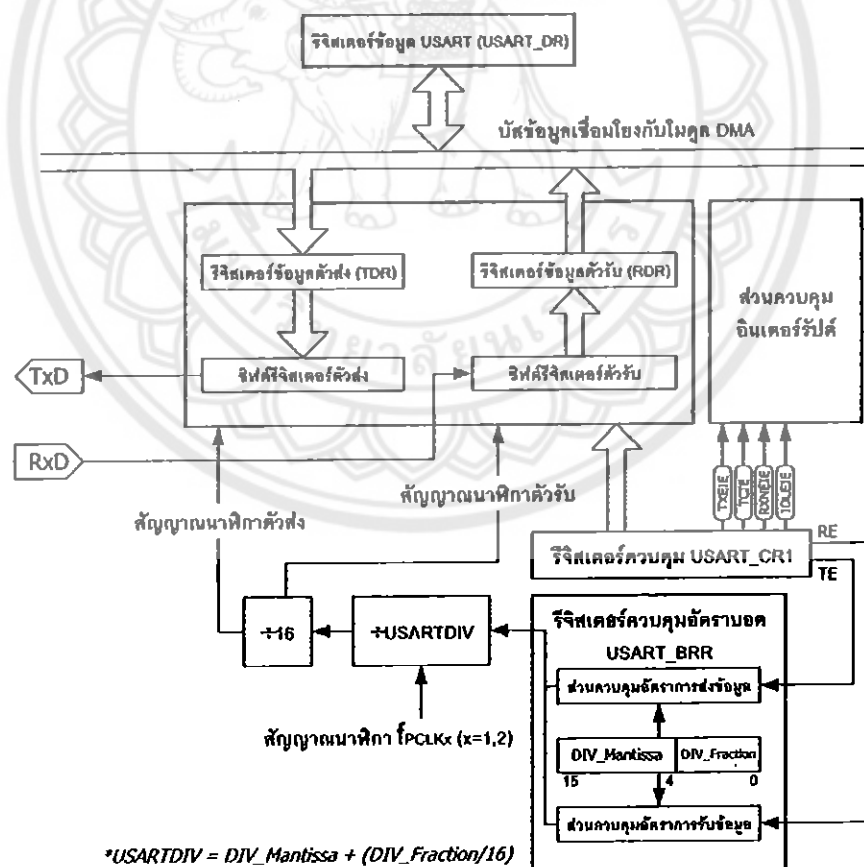 รีจิสเตอร์ข้อมูล USART (USART_DR)
บัสข้อมูลเชื่อมโยงกับโมดูล DMA
รีจิสเตอร์ข้อมูลตัวส่ง (TDR)
รีจิสเตอร์ข้อมูลตัวรับ (RDR)
ส่วนควบคุม
อินเตอร์รัปต์
TxD
ชิฟต์รีจิสเตอร์ตัวส่ง
ชิฟต์รีจิสเตอร์ตัวรับ
RxD
สัญญาณนาฬิกาตัวรับ
สัญญาณนาฬิกาตัวส่ง
TXEIE
TCIE
RXNEIE
IDLEIE
รีจิสเตอร์ควบคุม USART_CR1
RE
TE
÷16
÷USARTDIV
รีจิสเตอร์ควบคุมอัตราบอด
USART_BRR
ส่วนควบคุมอัตราการส่งข้อมูล
สัญญาณนาฬิกา fPCLKx (x=1,2)
DIV_Mantissa
DIV_Fraction
15 4 0
ส่วนควบคุมอัตราการรับข้อมูล
*USARTDIV = DIV_Mantissa + (DIV_Fraction/16)